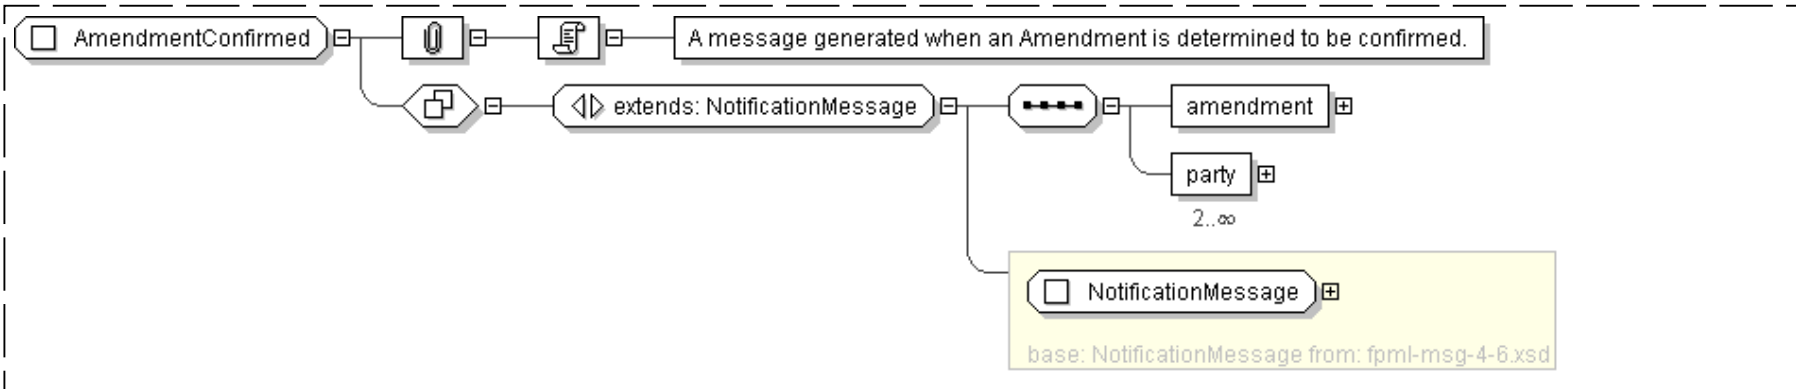 AmendmentConfirmed
A message generated when an Amendment is determined to be confirmed.
extends: NotificationMessage
amendment
party
2..∞
NotificationMessage
base: NotificationMessage from: fpml-msg-4-6.xsd